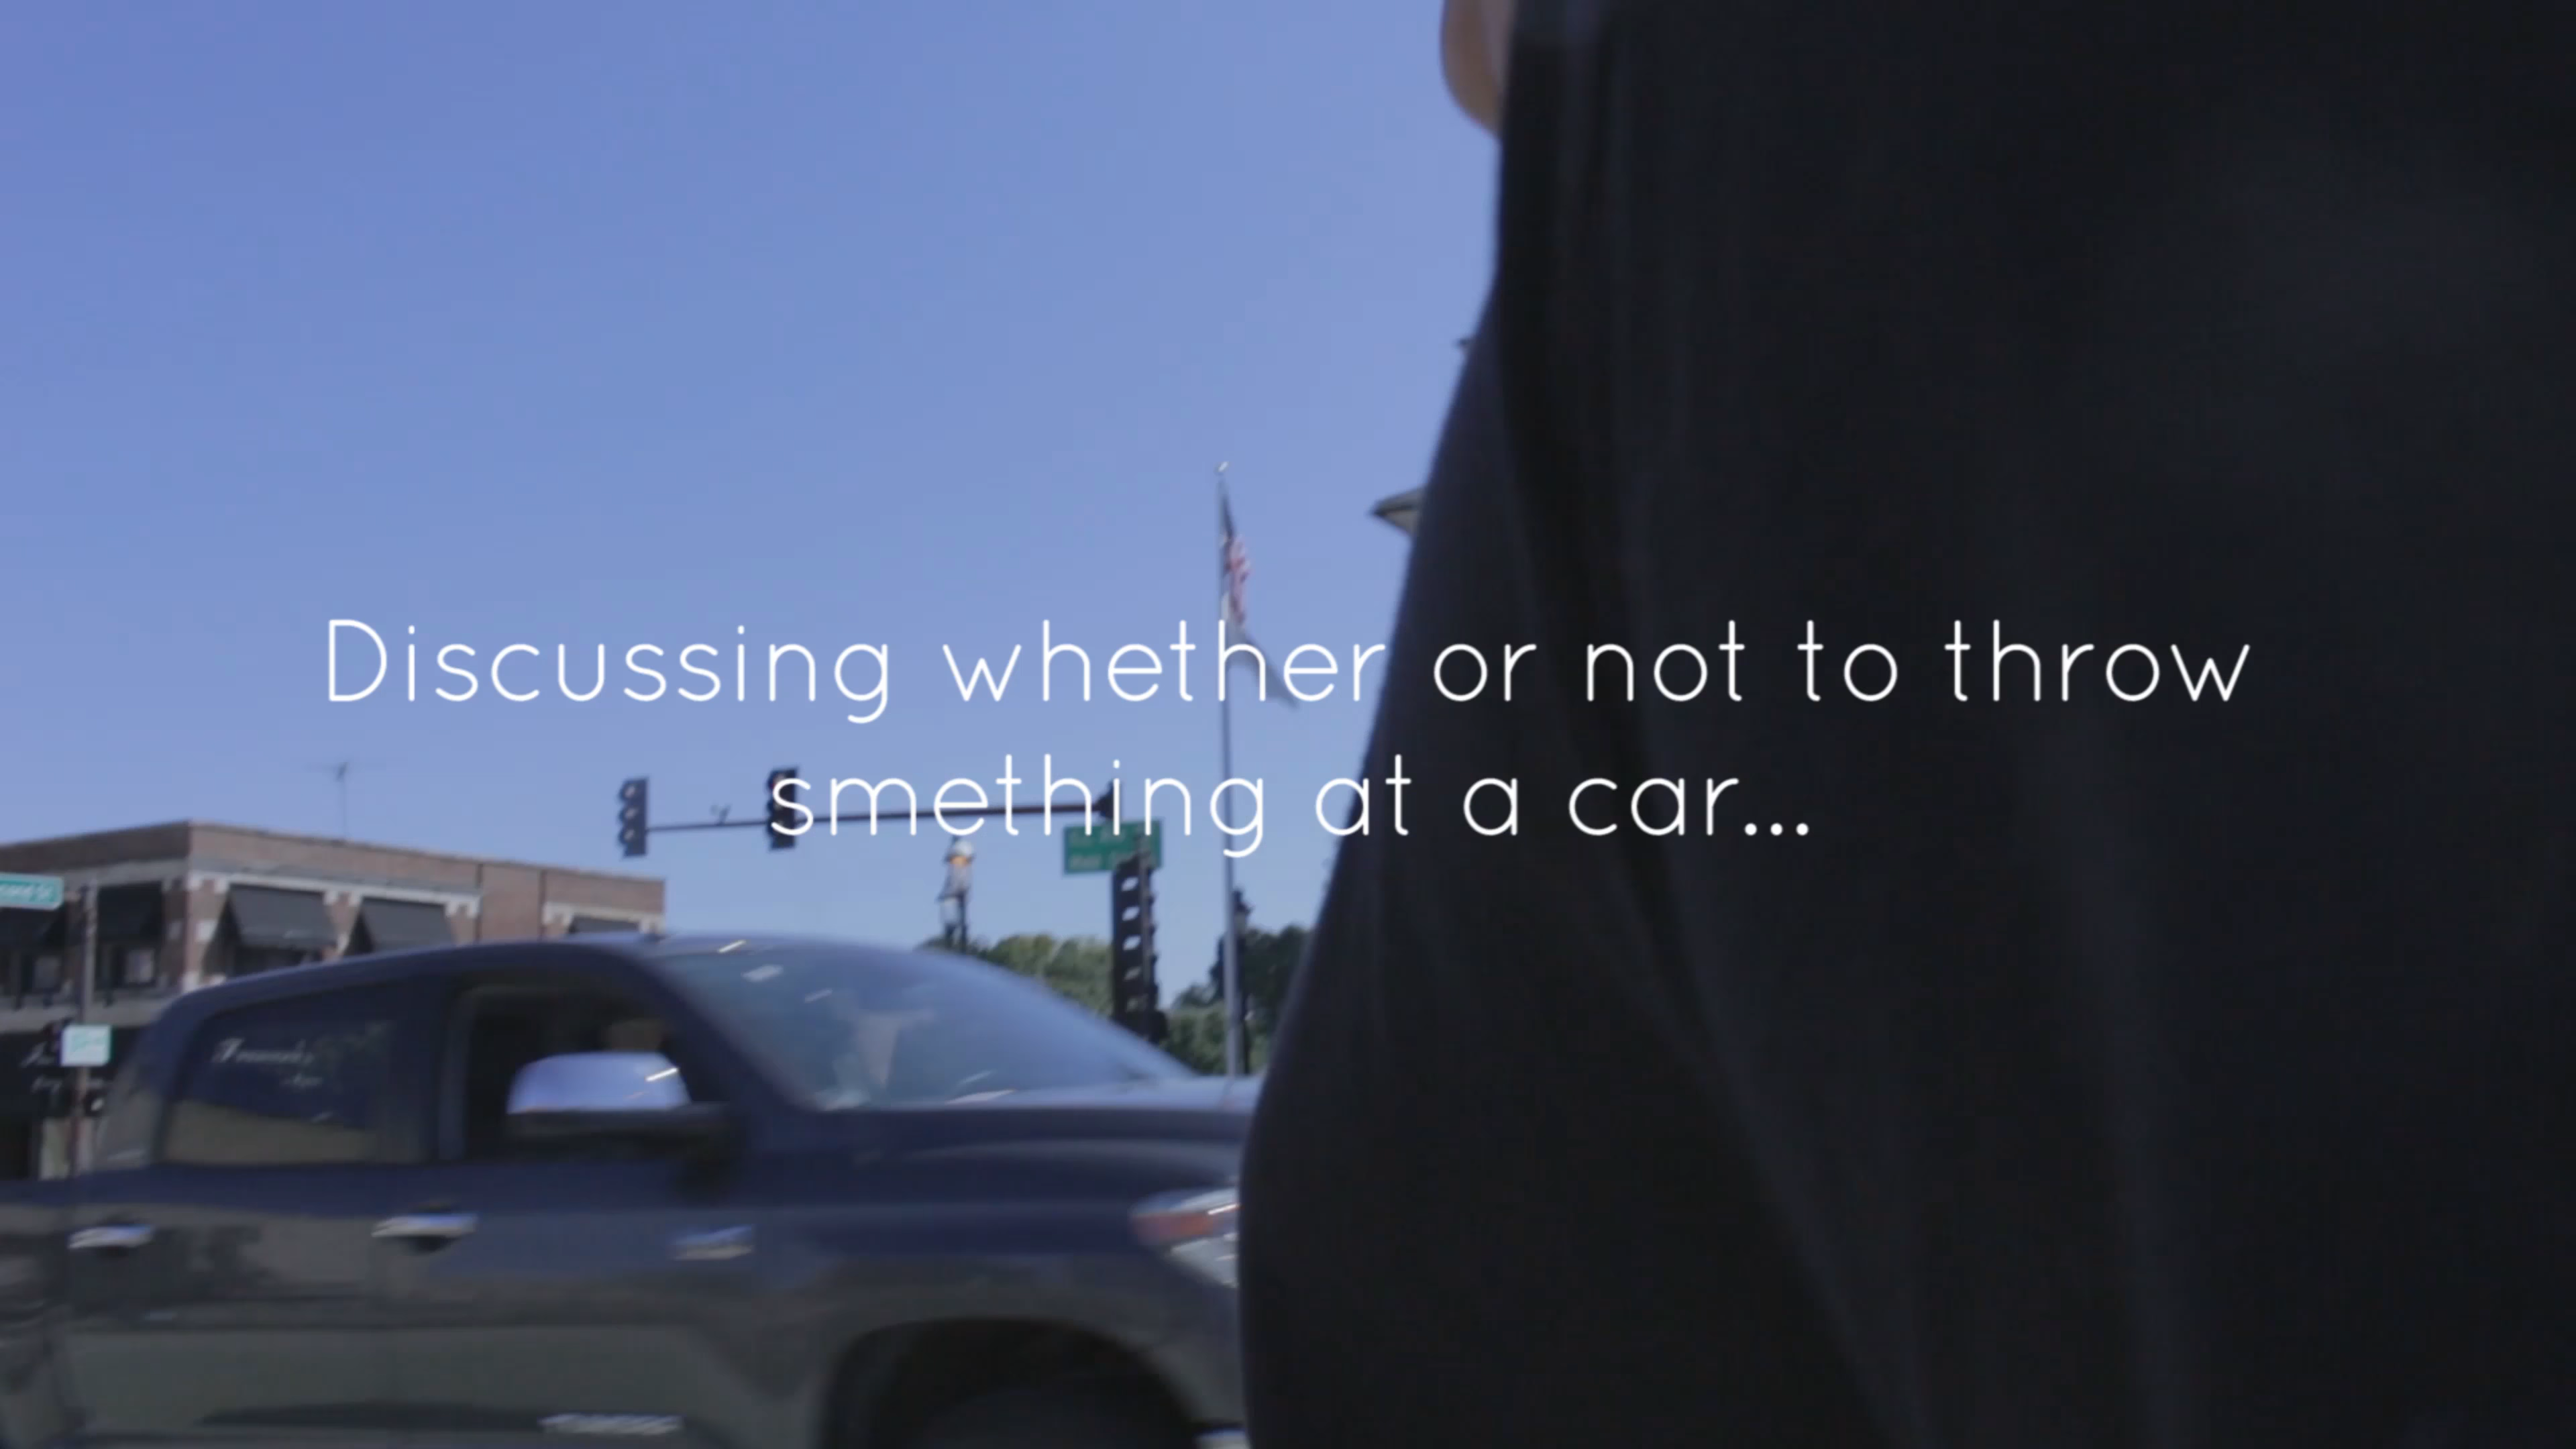 Discussing whether or not to throw
smething at a car...